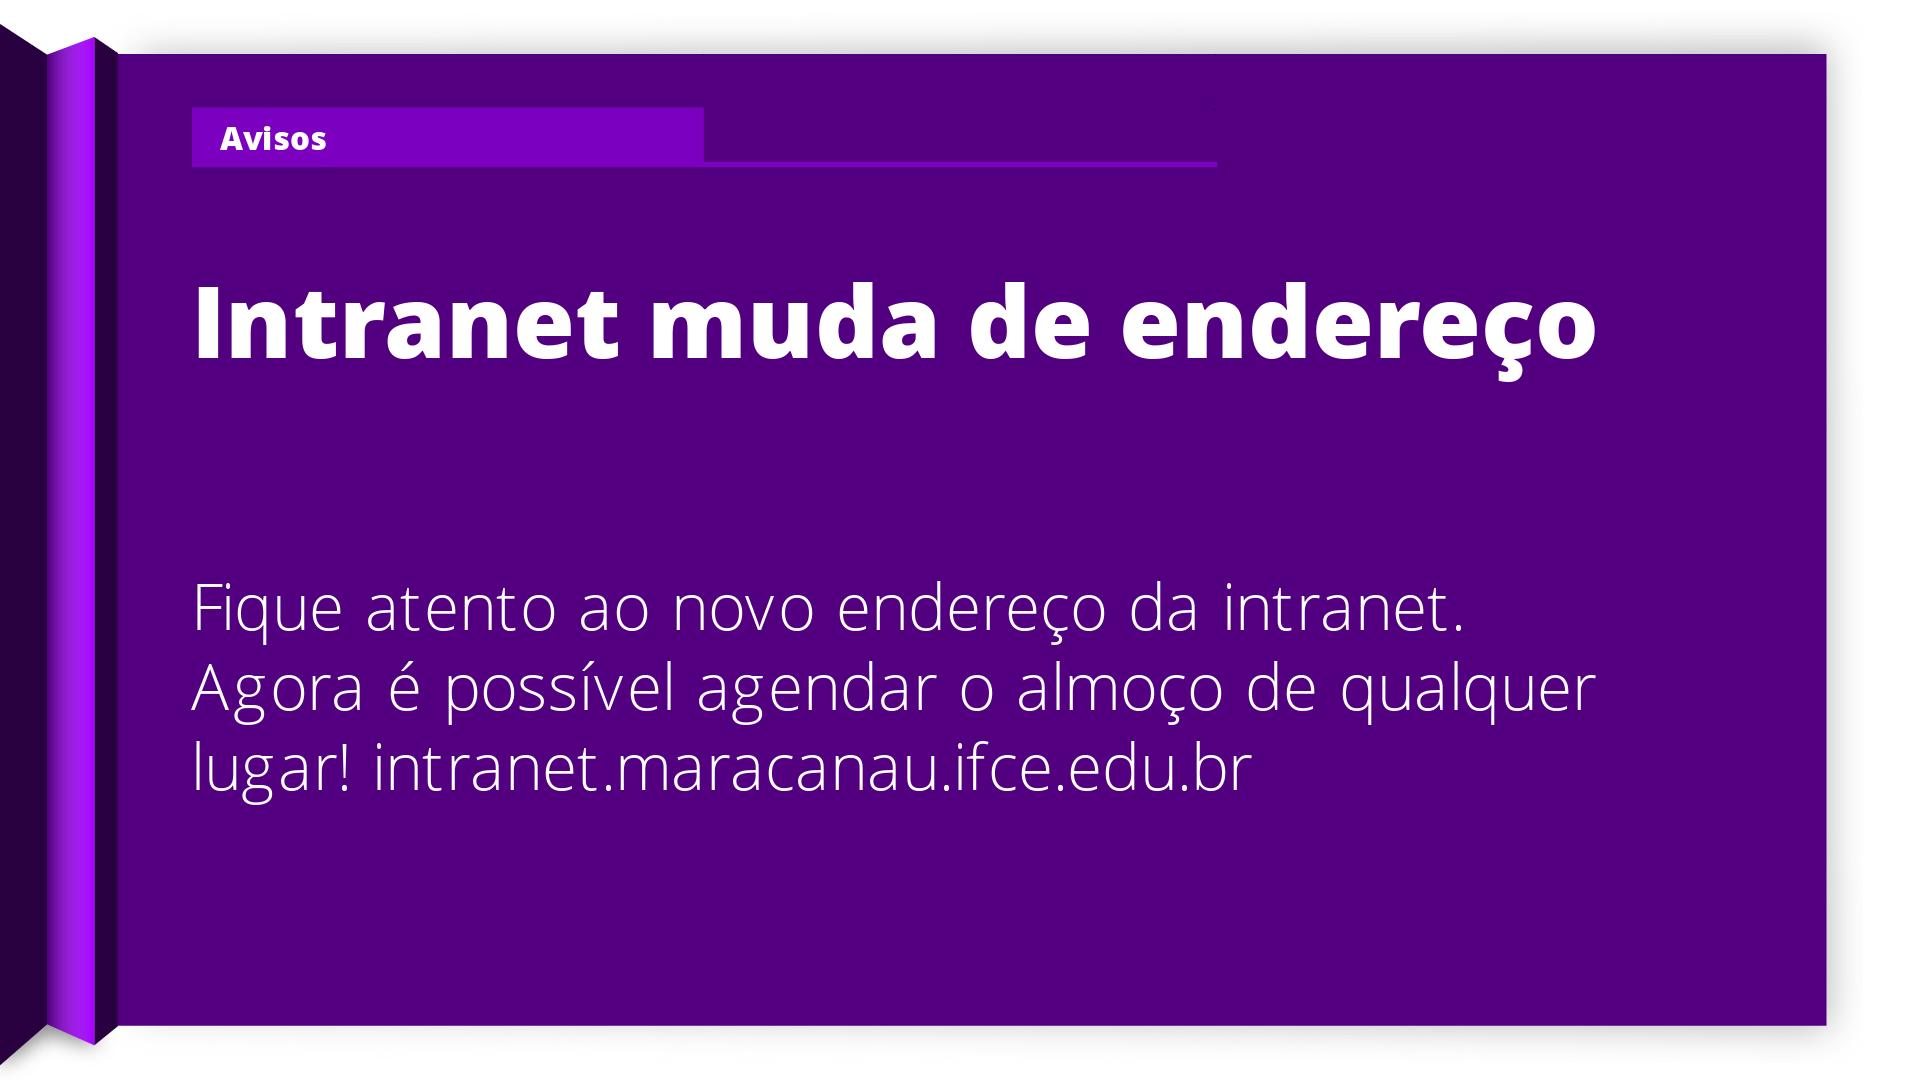 Avisos
Intranet muda de endereço
Fique atento ao novo endereço da intranet.
Agora é possível agendar o almoço de qualquer
lugar! intranet.maracanau.ifce.edu.br